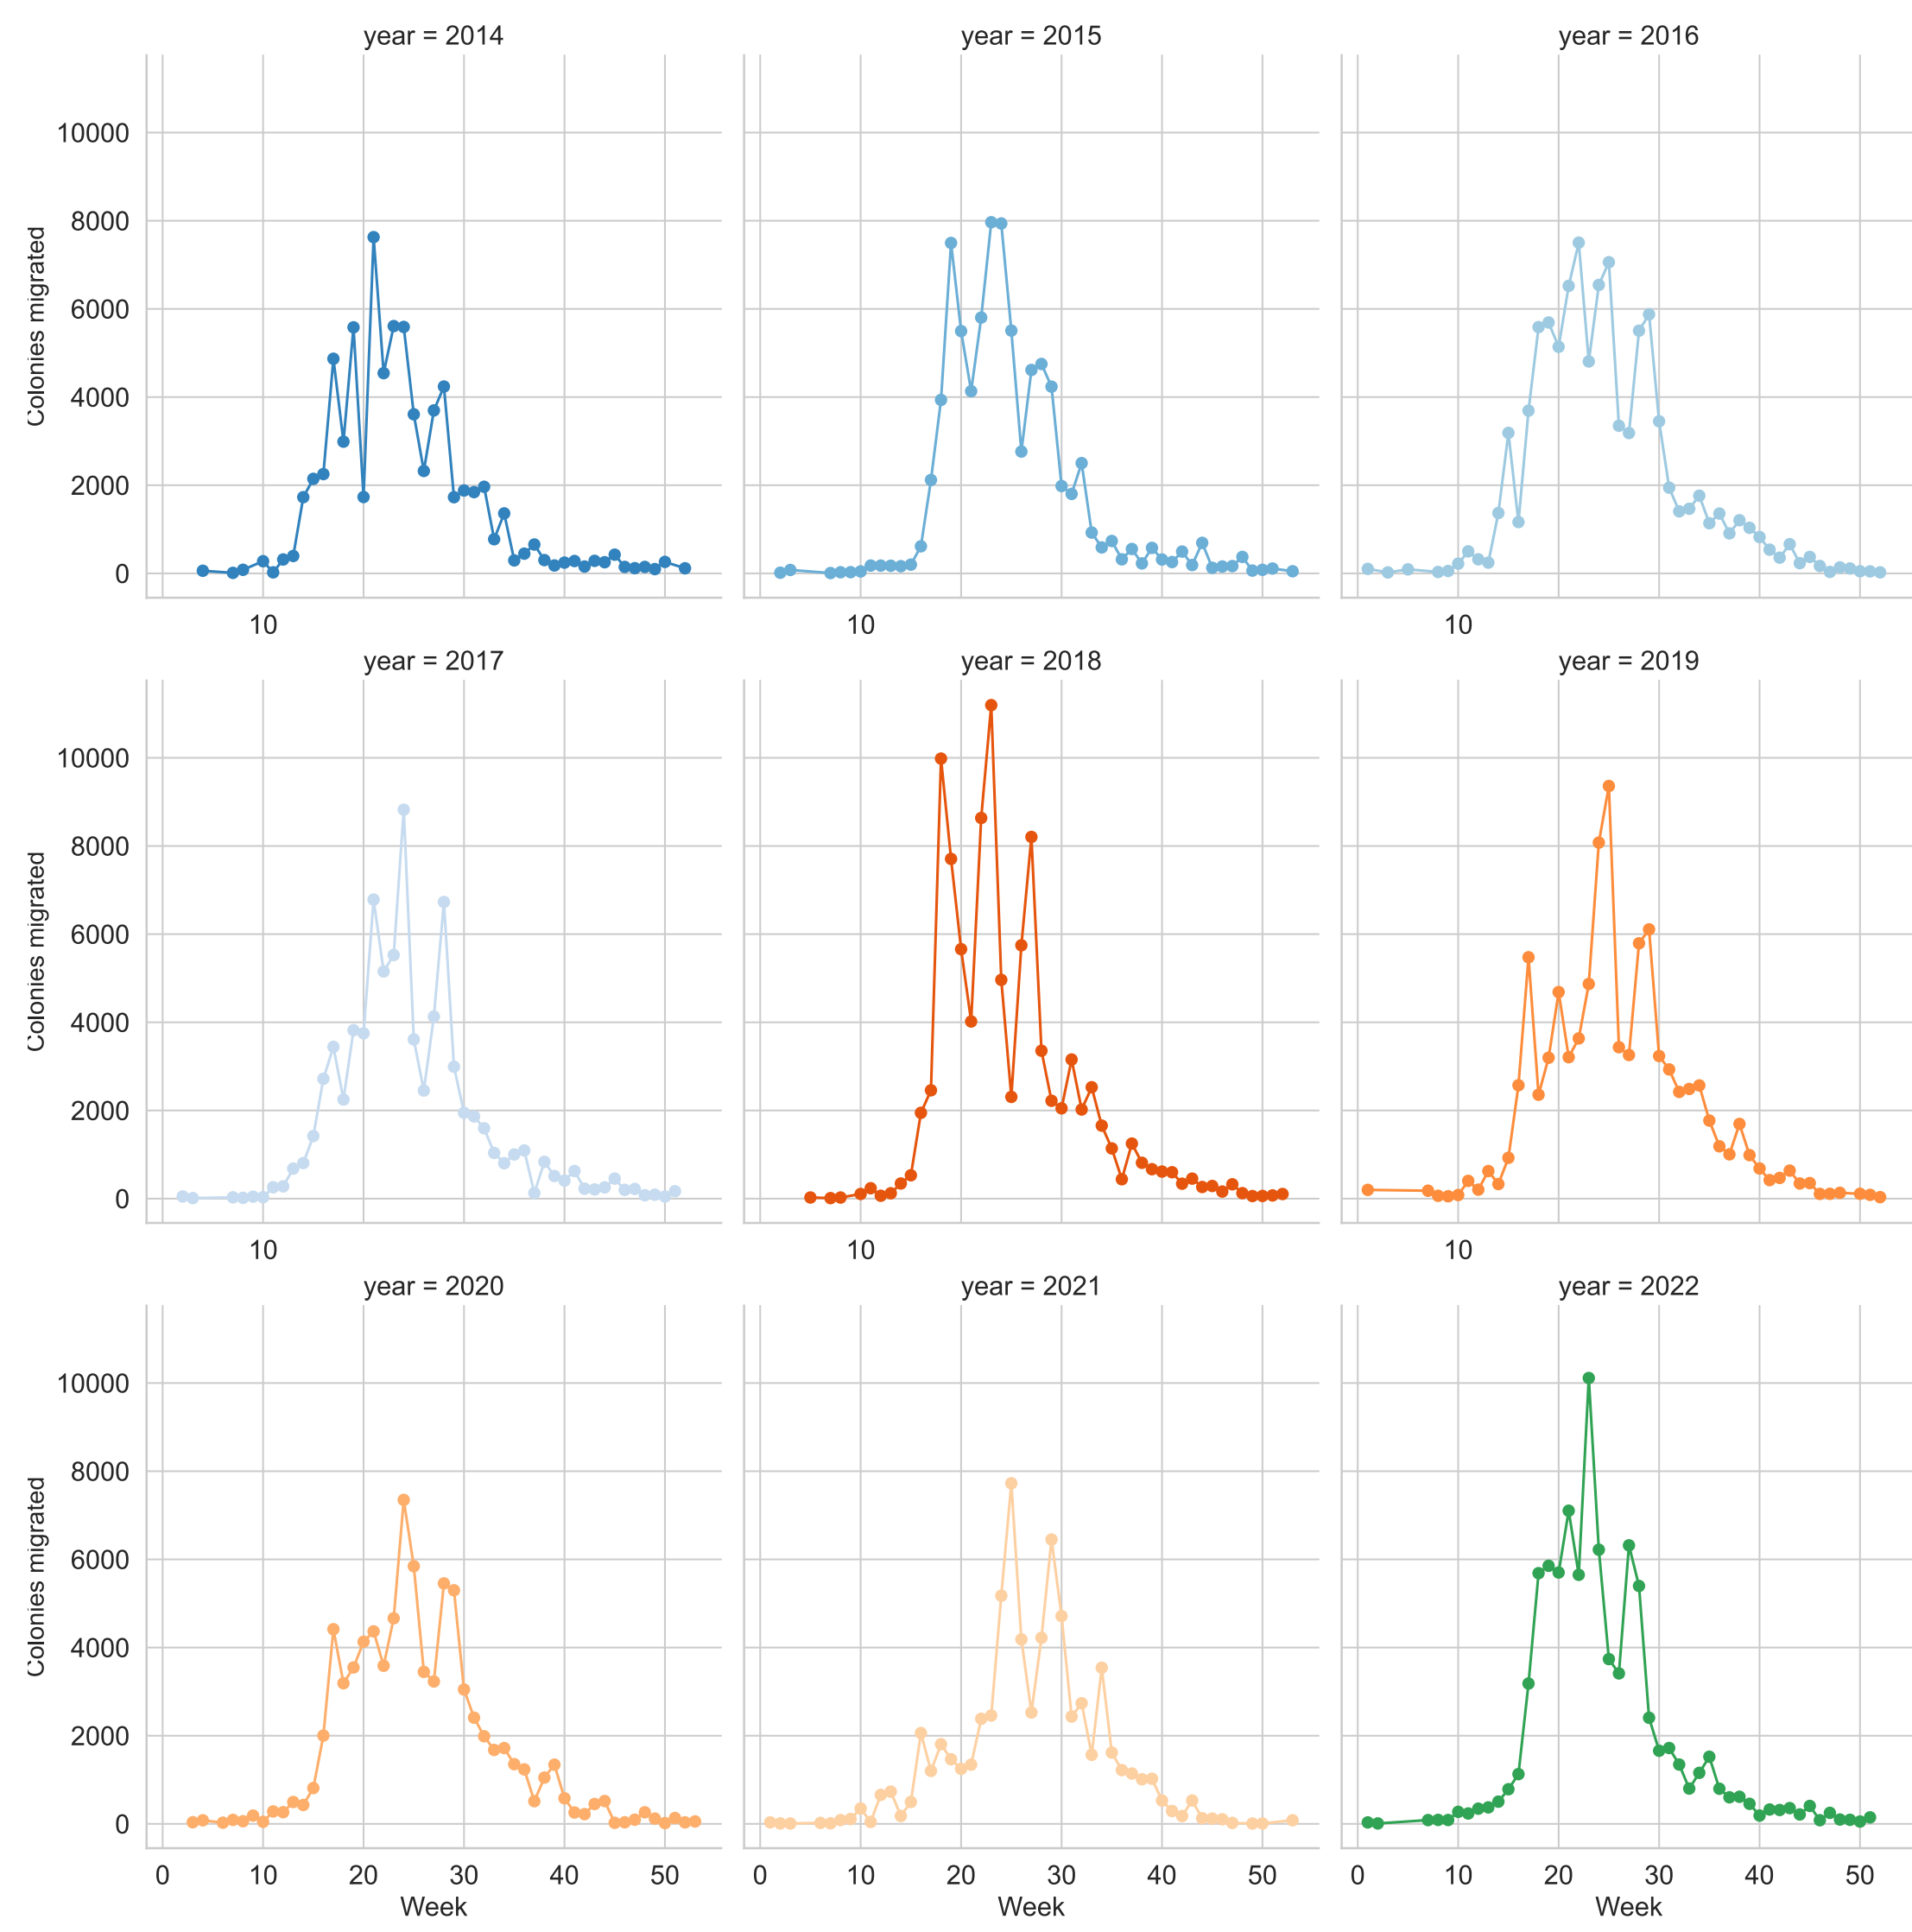 year = 2014
year = 2015
year = 2016
Colonies migrated
10000
8000
6000
4000
2000
0
10
10
10
year = 2017
year = 2018
year = 2019
Colonies migrated
10000
8000
6000
4000
2000
0
10
10
10
year = 2020
year = 2021
year = 2022
Colonies migrated
10000
8000
6000
4000
2000
0
0 10 20 30 40 50
0 10 20 30 40 50
0 10 20 30 40 50
Week
Week
Week